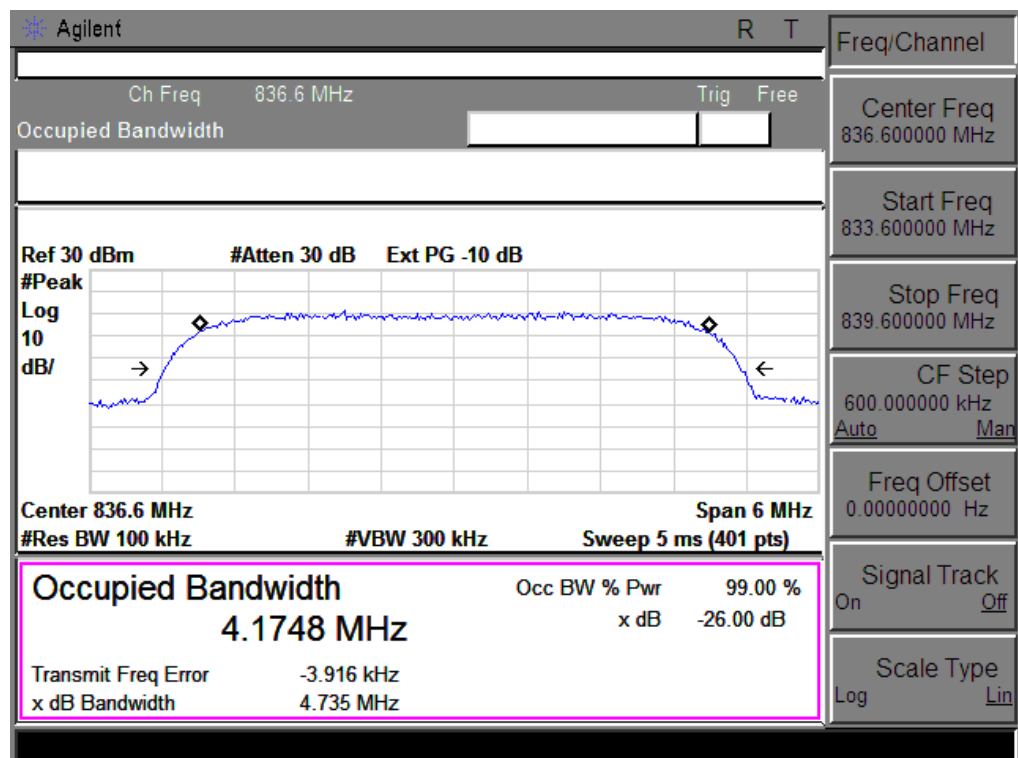 Agilent R T
Freq/Channel
Ch Freq 836.6 MHz Trig Free
Occupied Bandwidth
Center Freq
836.600000 MHz
Start Freq
833.600000 MHz
Stop Freq
839.600000 MHz
CF Step
600.000000 kHz
Auto Man
Freq Offset
0.00000000 Hz
Signal Track
On Off
Scale Type
Log Lin
Ref 30 dBm #Atten 30 dB Ext PG -10 dB
#Peak
Log
10
dB/
Center 836.6 MHz Span 6 MHz
#Res BW 100 kHz #VBW 300 kHz Sweep 5 ms (401 pts)
Occupied Bandwidth Occ BW % Pwr 99.00 %
4.1748 MHz x dB -26.00 dB
Transmit Freq Error -3.916 kHz
x dB Bandwidth 4.735 MHz